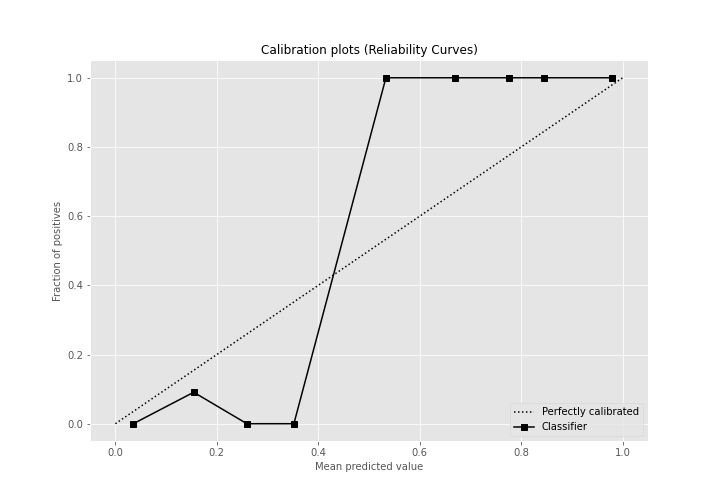 Calibration plots (Reliability Curves)
1.0
0.8
0.6
0.4
0.2
0.0
Fraction of positives
0.0 0.2 0.4 0.6 0.8 1.0
Mean predicted value
Perfectly calibrated
Classifier